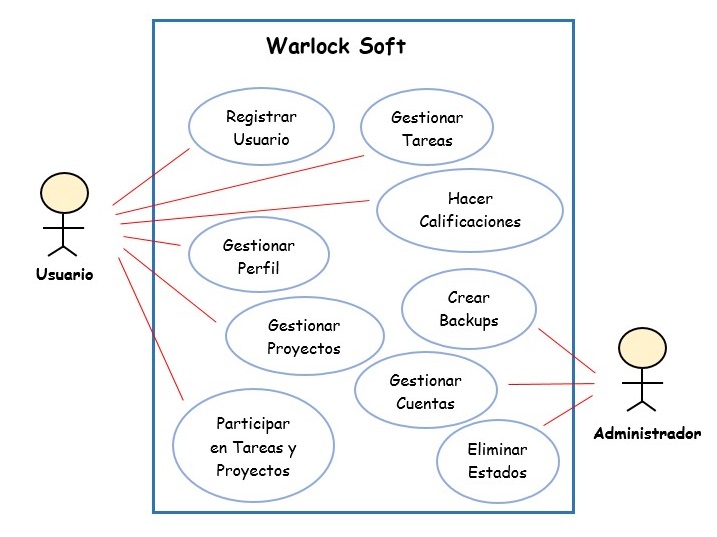 Warlock Soft
Registrar
Usuario
Gestionar
Tareas
Hacer
Calificaciones
Usuario
Gestionar
Perfil
Crear
Backups
Gestionar
Proyectos
Gestionar
Cuentas
Administrador
Participar
en Tareas y
Proyectos
Eliminar
Estados